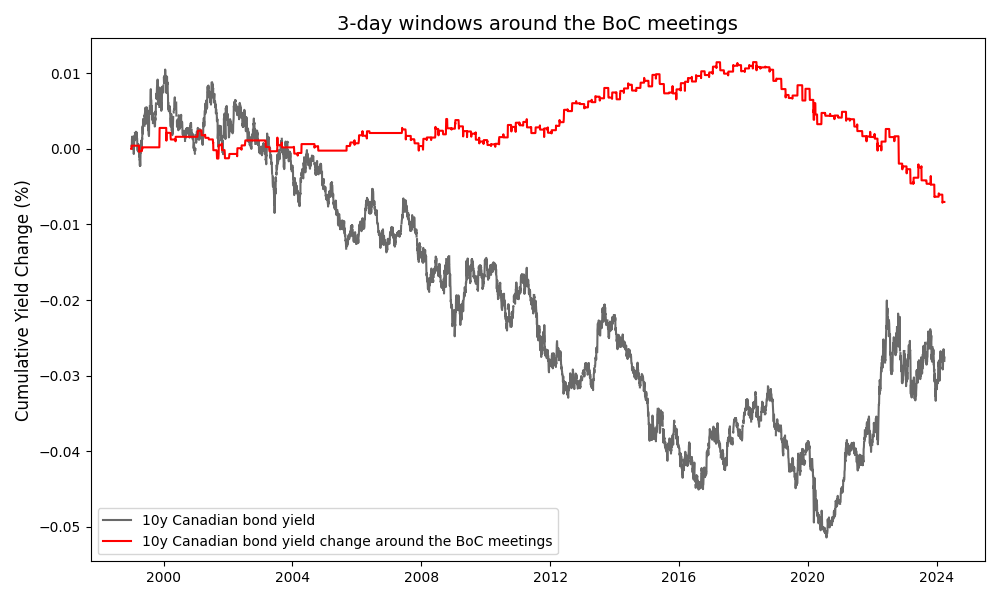 3-day windows around the BoC meetings
Cumulative Yield Change (%)
0.01
0.00
−0.01
−0.02
−0.03
−0.04
−0.05
10y Canadian bond yield
10y Canadian bond yield change around the BoC meetings
2000 2004 2008 2012 2016 2020 2024